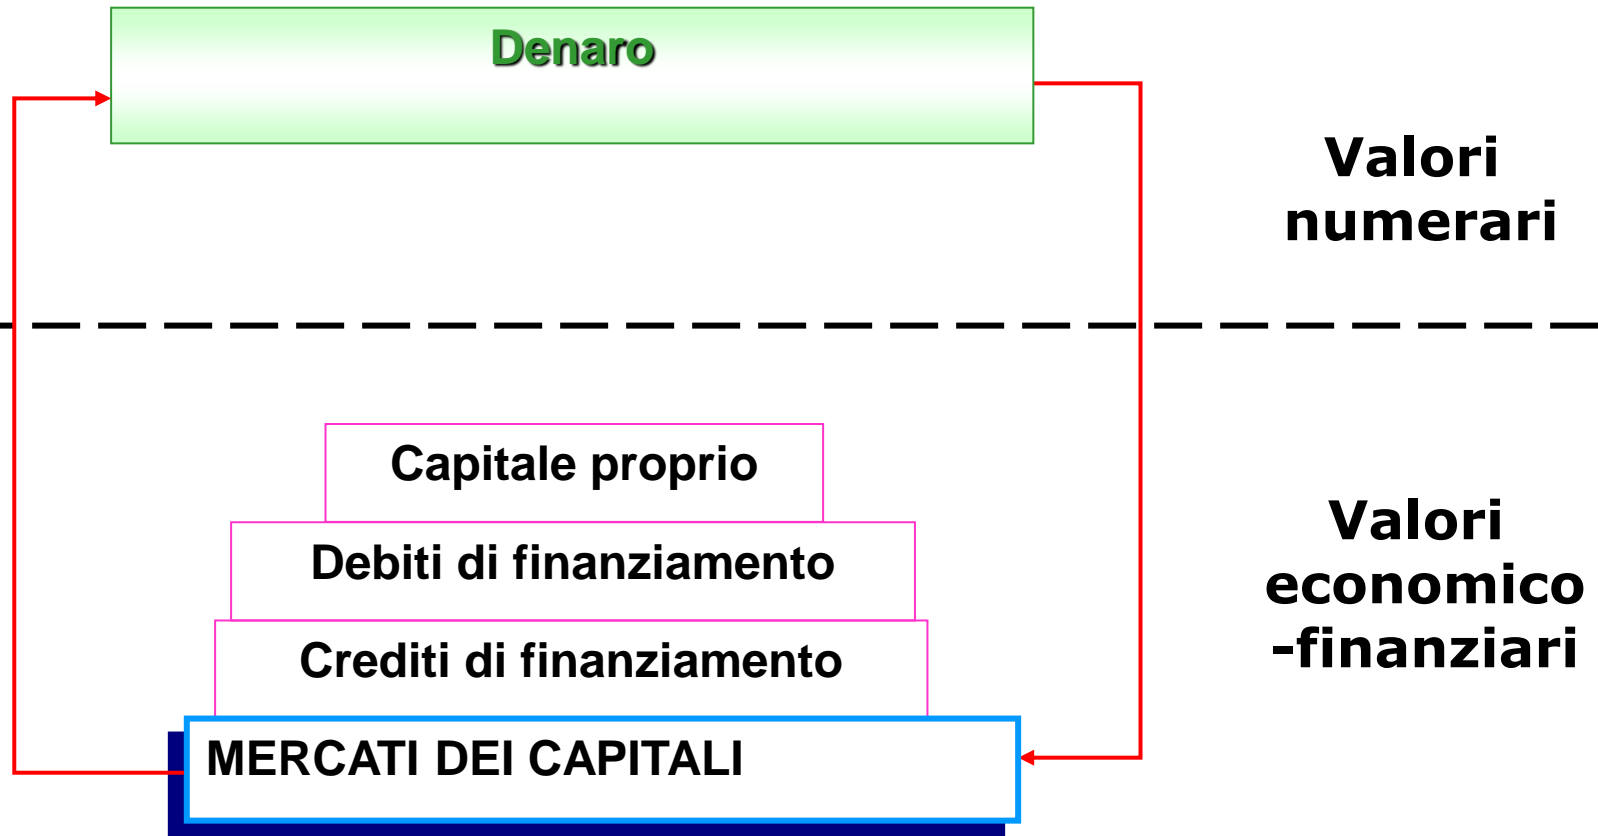 Denaro
Valori
numerari
Capitale proprio
Debiti di finanziamento
Crediti di finanziamento
MERCATI DEI CAPITALI
Valori
economico
-finanziari